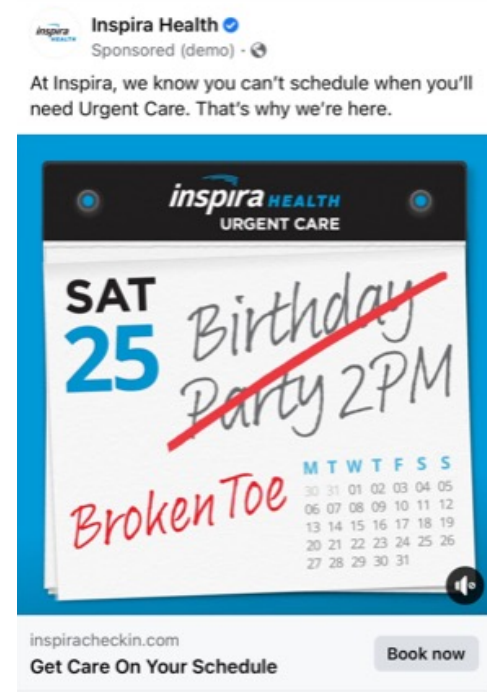 inspira
HEALTH
Inspira Health
Sponsored (demo) ·
At Inspira, we know you can't schedule when you'll
need Urgent Care. That's why we're here.
inspira HEALTH
URGENT CARE
SAT
25
Birthday
Party 2PM
Broken Toe
M T W T F S S
30 31 01 02 03 04 05
06 07 08 09 10 11 12
13 14 15 16 17 18 19
20 21 22 23 24 25 26
27 28 29 30 31
inspiracheckin.com
Get Care On Your Schedule
Book now